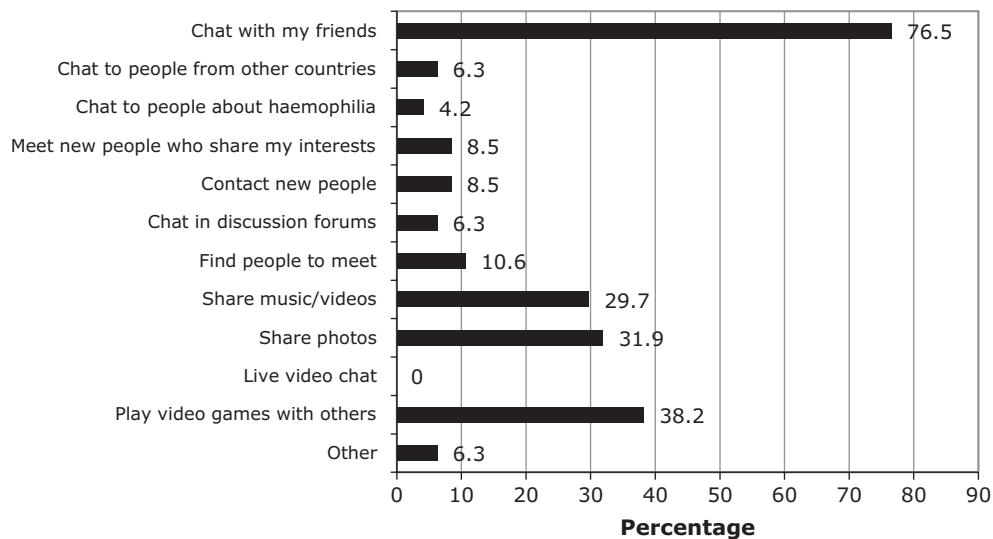 Chat with my friends 76.5
Chat to people from other countries 6.3
Chat to people about haemophilia 4.2
Meet new people who share my interests 8.5
Contact new people 8.5
Chat in discussion forums 6.3
Find people to meet 10.6
Share music/videos 29.7
Share photos 31.9
Live video chat 0
Play video games with others 38.2
Other 6.3
0 10 20 30 40 50 60 70 80 90
Percentage